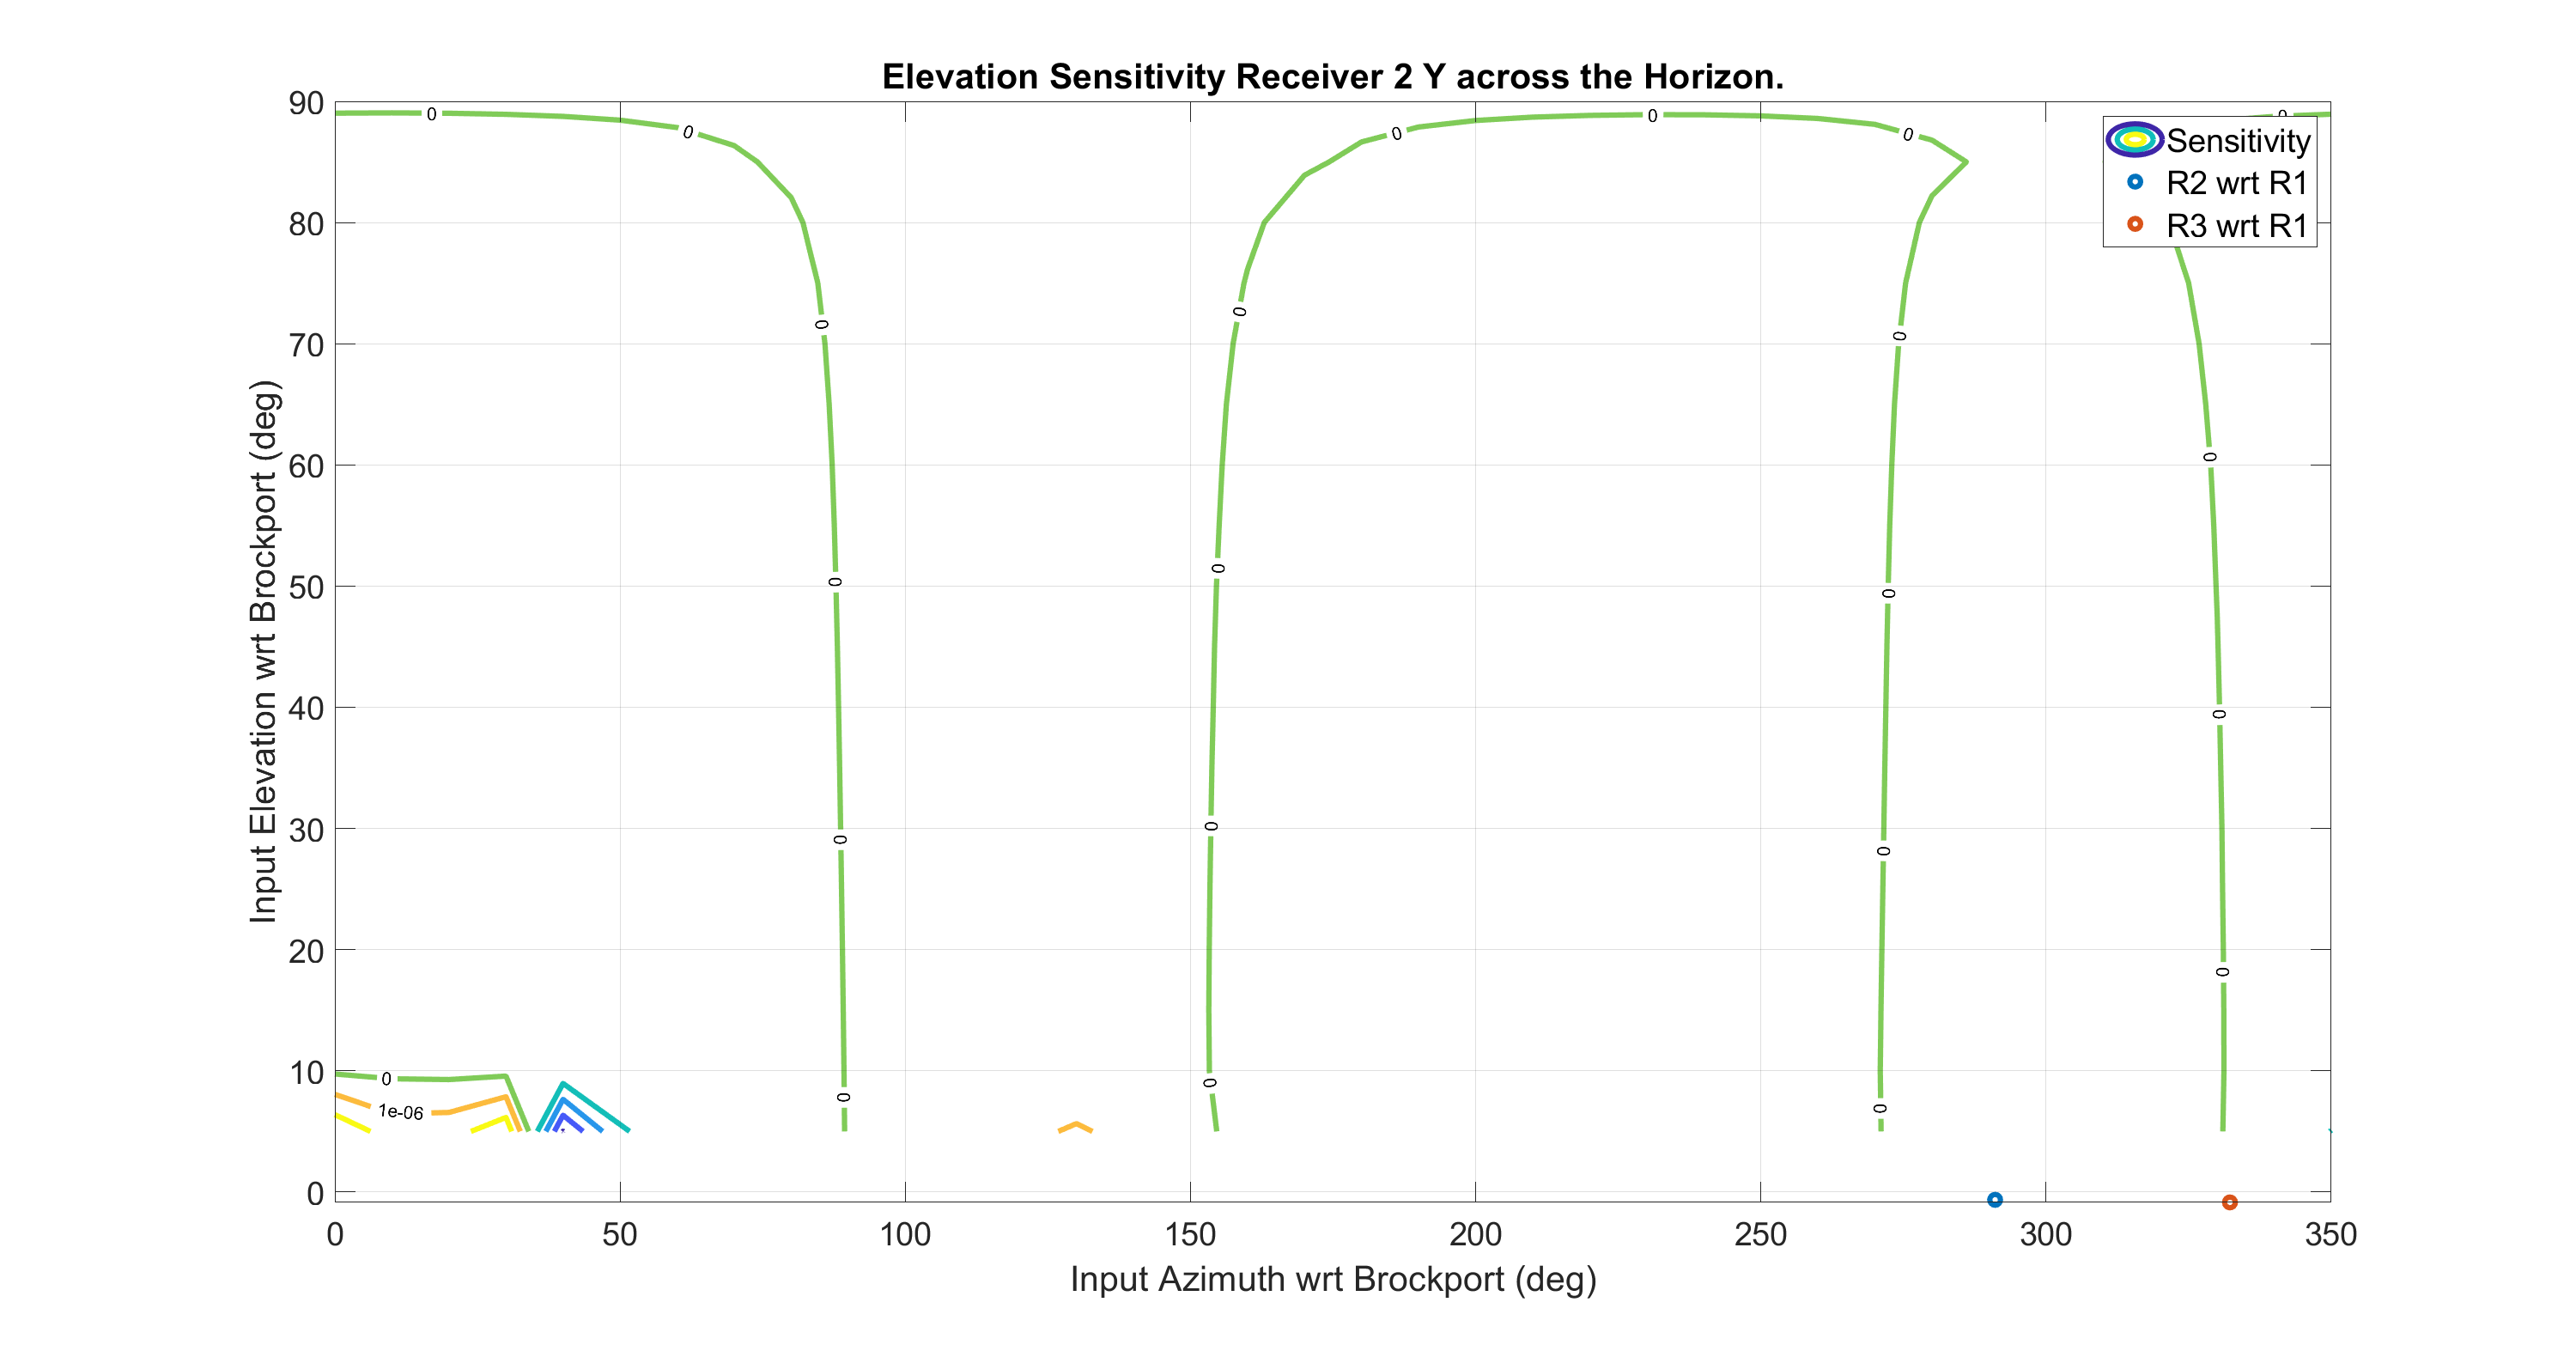 Elevation Sensitivity Receiver 2 Y across the Horizon.
Input Elevation wrt Brockport (deg)
90
80
70
60
50
40
30
20
10
0
0 0 0 0 0 0
Sensitivity
R2 wrt R1
R3 wrt R1
0 0 0
0
0 0 0
0
0 0 0
0
0 0 0 0
1e-06
0 50 100 150 200 250 300 350
Input Azimuth wrt Brockport (deg)